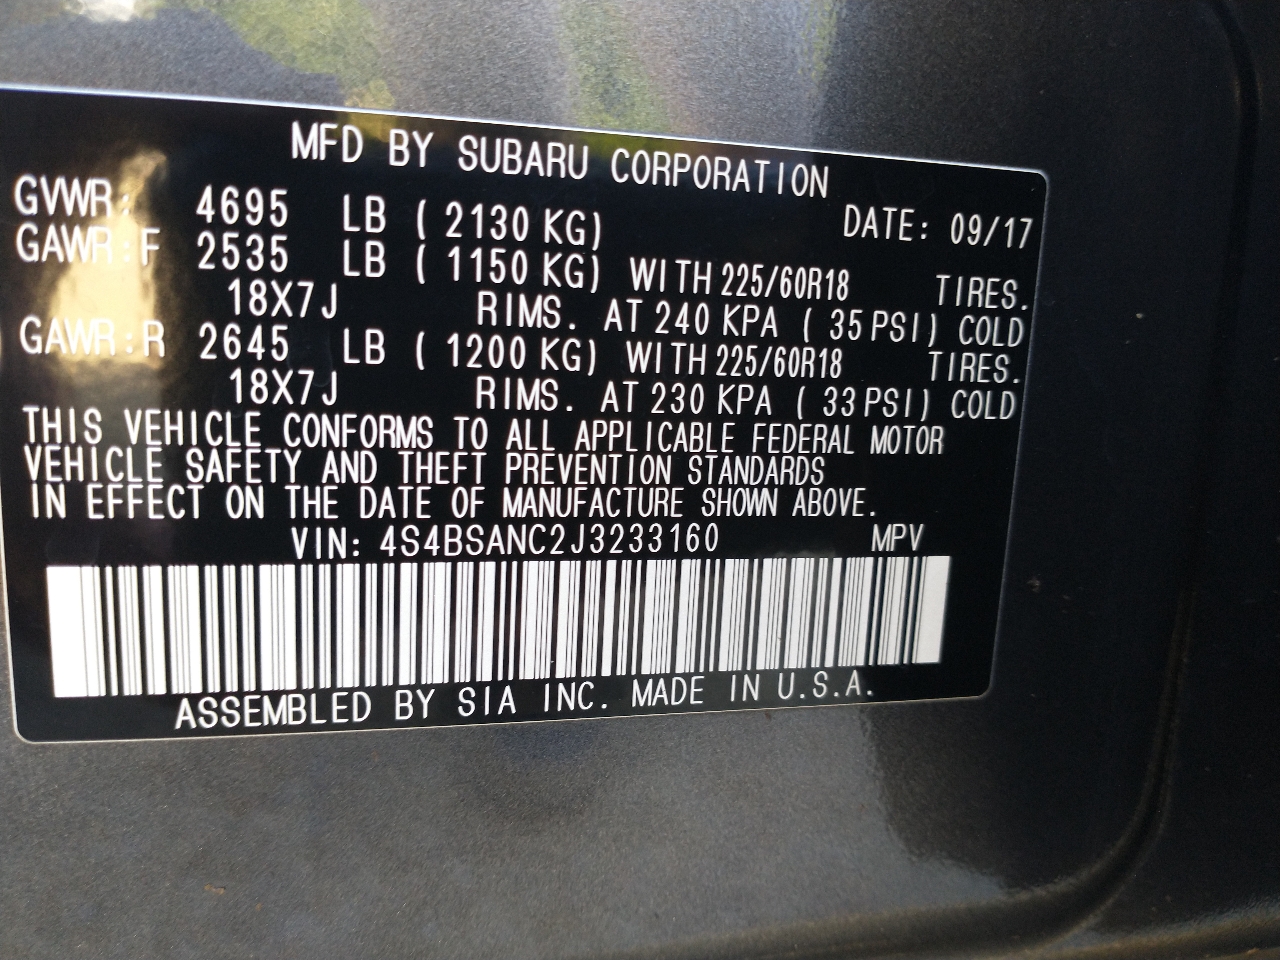 MFD BY SUBARU CORPORATION
GVWR: 4695 LB ( 2130 KG) DATE: 09/17
GAWR:F 2535 LB ( 1150 KG) WITH 225/60R18 TIRES.
18X7J RIMS. AT 240 KPA ( 35 PSI) COLD
GAWR:R 2645 LB ( 1200 KG) WITH 225/60R18 TIRES.
18X7J RIMS. AT 230 KPA ( 33 PSI) COLD
THIS VEHICLE CONFORMS TO ALL APPLICABLE FEDERAL MOTOR
VEHICLE SAFETY AND THEFT PREVENTION STANDARDS
IN EFFECT ON THE DATE OF MANUFACTURE SHOWN ABOVE.
VIN: 4S4BSANC2J3233160 MPV
ASSEMBLED BY SIA INC. MADE IN U.S.A.